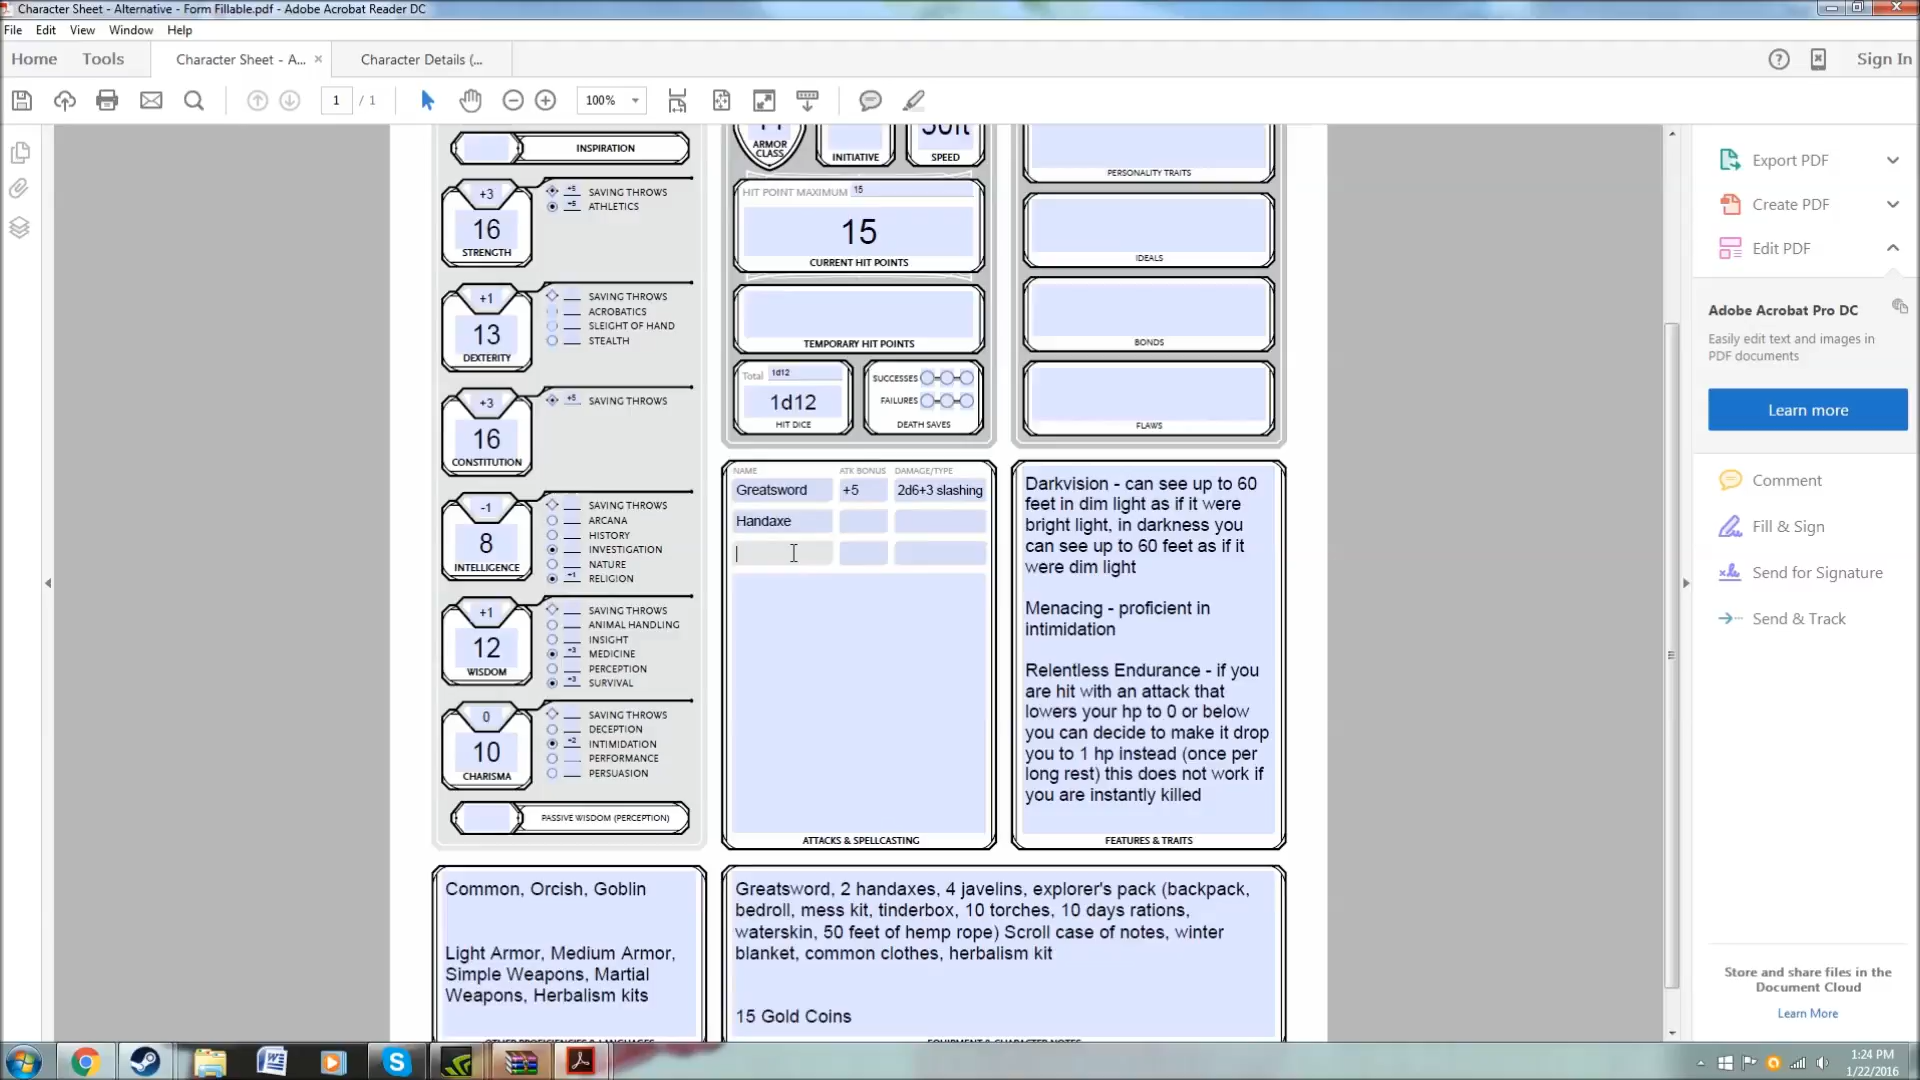 Character Sheet - Alternative - Form Fillable.pdf - Adobe Acrobat Reader DC
File Edit View Window Help
Home Tools Character Sheet - A... × Character Details (...
Sign In
1 / 1
100%
INSPIRATION
+3
16
STRENGTH
+5 SAVING THROWS
+5 ATHLETICS
+1
13
DEXTERITY
SAVING THROWS
ACROBATICS
SLEIGHT OF HAND
STEALTH
+3
16
CONSTITUTION
+5 SAVING THROWS
-1
8
INTELLIGENCE
SAVING THROWS
ARCANA
HISTORY
INVESTIGATION
NATURE
RELIGION
+1
12
WISDOM
SAVING THROWS
ANIMAL HANDLING
INSIGHT
+3 MEDICINE
PERCEPTION
+3 SURVIVAL
0
10
CHARISMA
SAVING THROWS
DECEPTION
+2 INTIMIDATION
PERFORMANCE
PERSUASION
PASSIVE WISDOM (PERCEPTION)
ARMOR
CLASS
INITIATIVE
30ft
SPEED
HIT POINT MAXIMUM 15
15
CURRENT HIT POINTS
TEMPORARY HIT POINTS
Total 1d12
1d12
HIT DICE
SUCCESSES
FAILURES
DEATH SAVES
PERSONALITY TRAITS
IDEALS
BONDS
FLAWS
NAME ATK BONUS DAMAGE/TYPE
Greatsword +5 2d6+3 slashing
Handaxe
ATTACKS & SPELLCASTING
Darkvision - can see up to 60
feet in dim light as if it were
bright light, in darkness you
can see up to 60 feet as if it
were dim light
Menacing - proficient in
intimidation
Relentless Endurance - if you
are hit with an attack that
lowers your hp to 0 or below
you can decide to make it drop
you to 1 hp instead (once per
long rest) this does not work if
you are instantly killed
FEATURES & TRAITS
Common, Orcish, Goblin
Light Armor, Medium Armor,
Simple Weapons, Martial
Weapons, Herbalism kits
OTHER PROFICIENCIES & LANGUAGES
Greatsword, 2 handaxes, 4 javelins, explorer's pack (backpack,
bedroll, mess kit, tinderbox, 10 torches, 10 days rations,
waterskin, 50 feet of hemp rope) Scroll case of notes, winter
blanket, common clothes, herbalism kit
15 Gold Coins
EQUIPMENT & CHARACTER NOTES
Export PDF
Create PDF
Edit PDF
Adobe Acrobat Pro DC
Easily edit text and images in
PDF documents
Learn more
Comment
Fill & Sign
Send for Signature
Send & Track
Store and share files in the
Document Cloud
Learn More
1:24 PM
1/22/2016